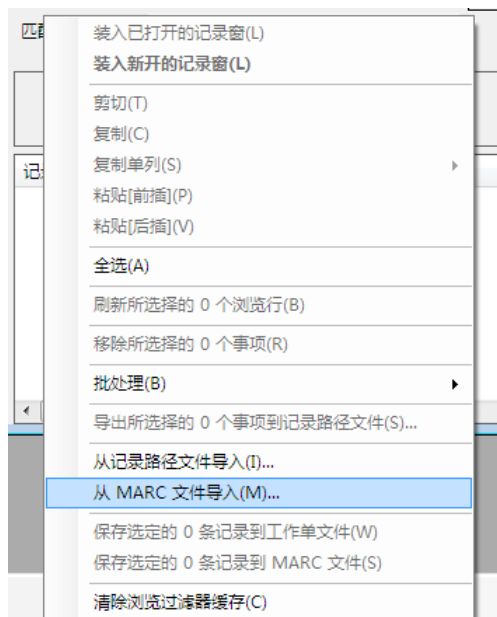 匹配
装入已打开的记录窗(L)
装入新开的记录窗(L)
剪切(T)
复制(C)
复制单列(S)
粘贴[前插](P)
记
粘贴[后插](V)
全选(A)
刷新所选择的 0 个浏览行(B)
移除所选择的 0 个事项(R)
批处理(B)
导出所选择的 0 个事项到记录路径文件(S)...
从记录路径文件导入(I)...
从 MARC 文件导入(M)...
保存选定的 0 条记录到工作单文件(W)
保存选定的 0 条记录到 MARC 文件(S)
清除浏览过滤器缓存(C)